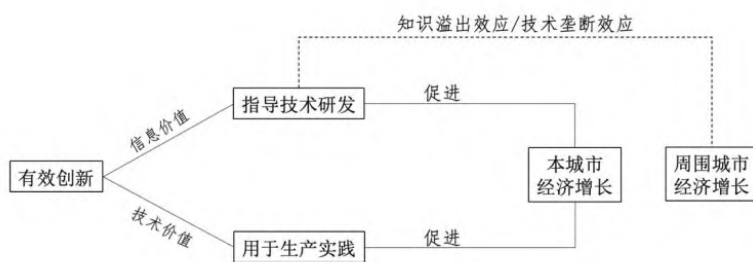 知识溢出效应/技术垄断效应
指导技术研发
促进
信息价值
有效创新
本城市
经济增长
周围城市
经济增长
技术价值
用于生产实践
促进